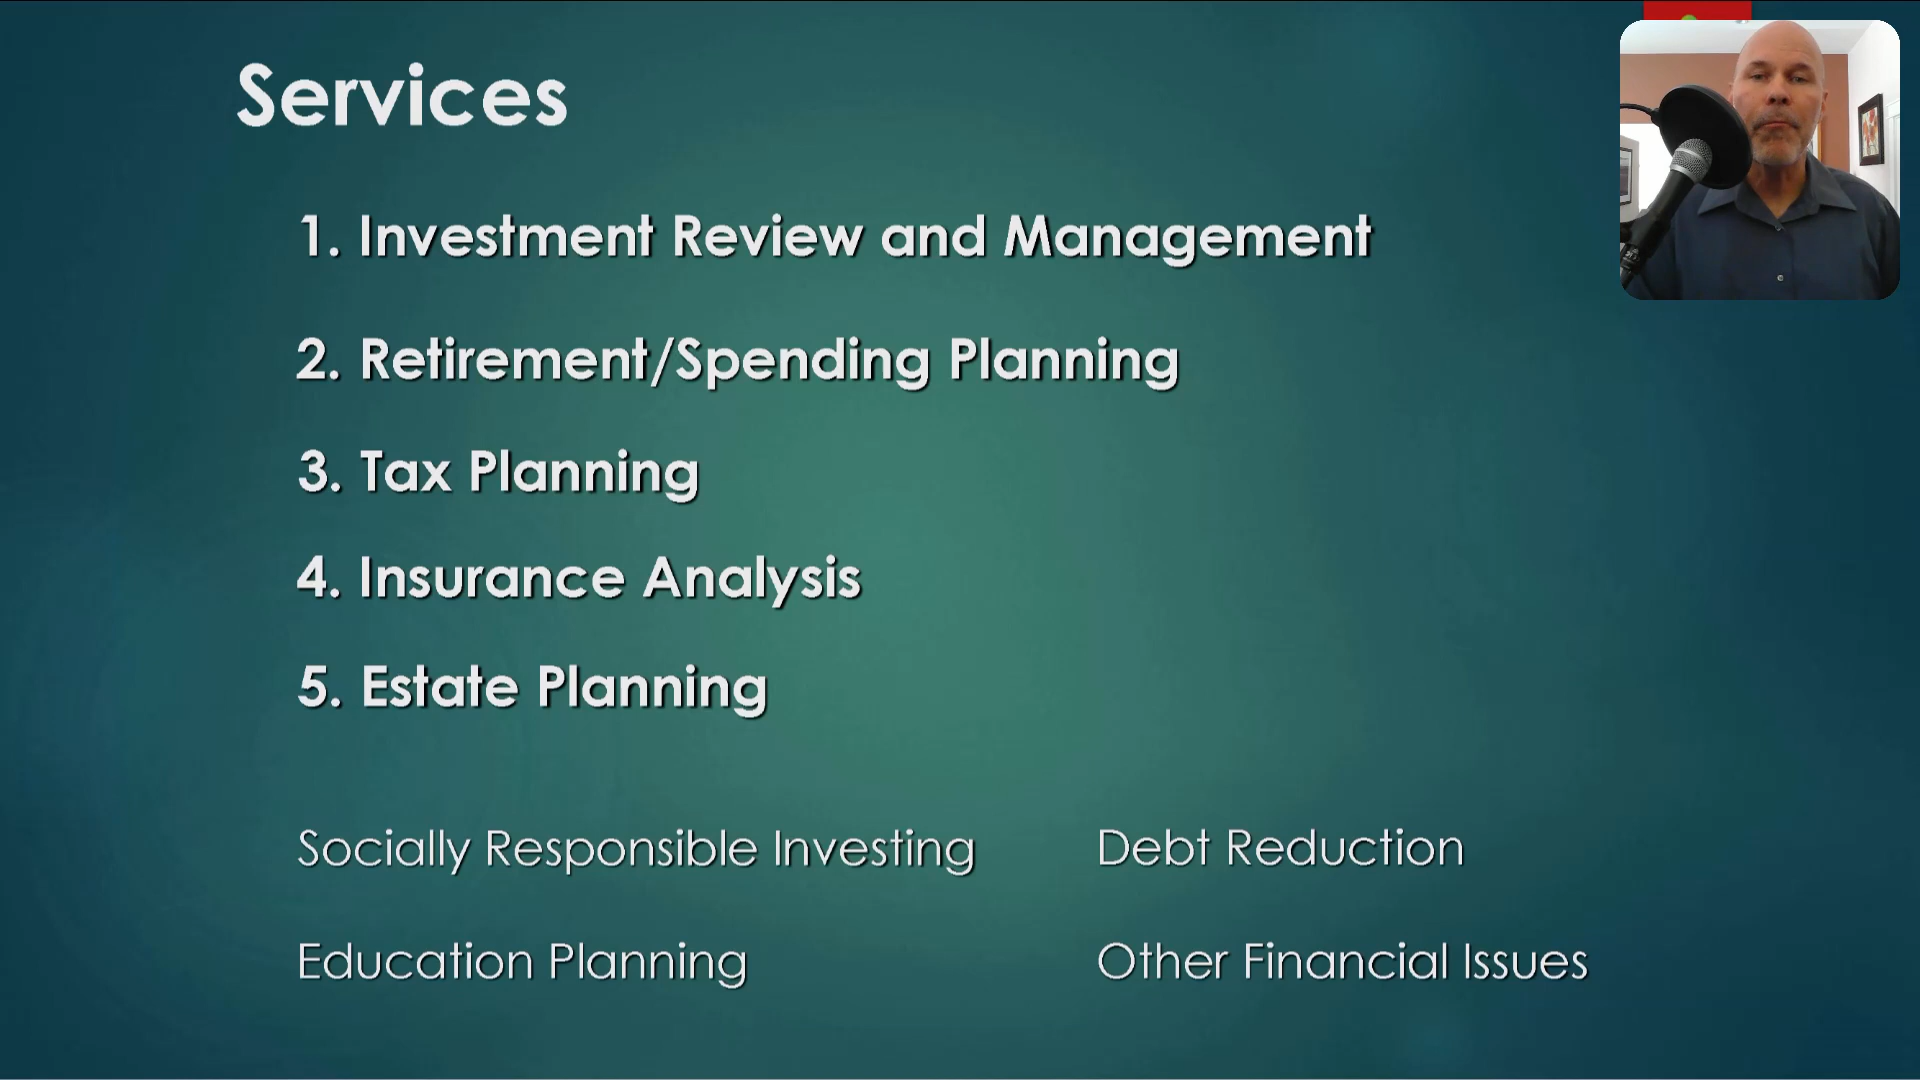 Services
1. Investment Review and Management
2. Retirement/Spending Planning
3. Tax Planning
4. Insurance Analysis
5. Estate Planning
Socially Responsible Investing
Debt Reduction
Education Planning
Other Financial Issues